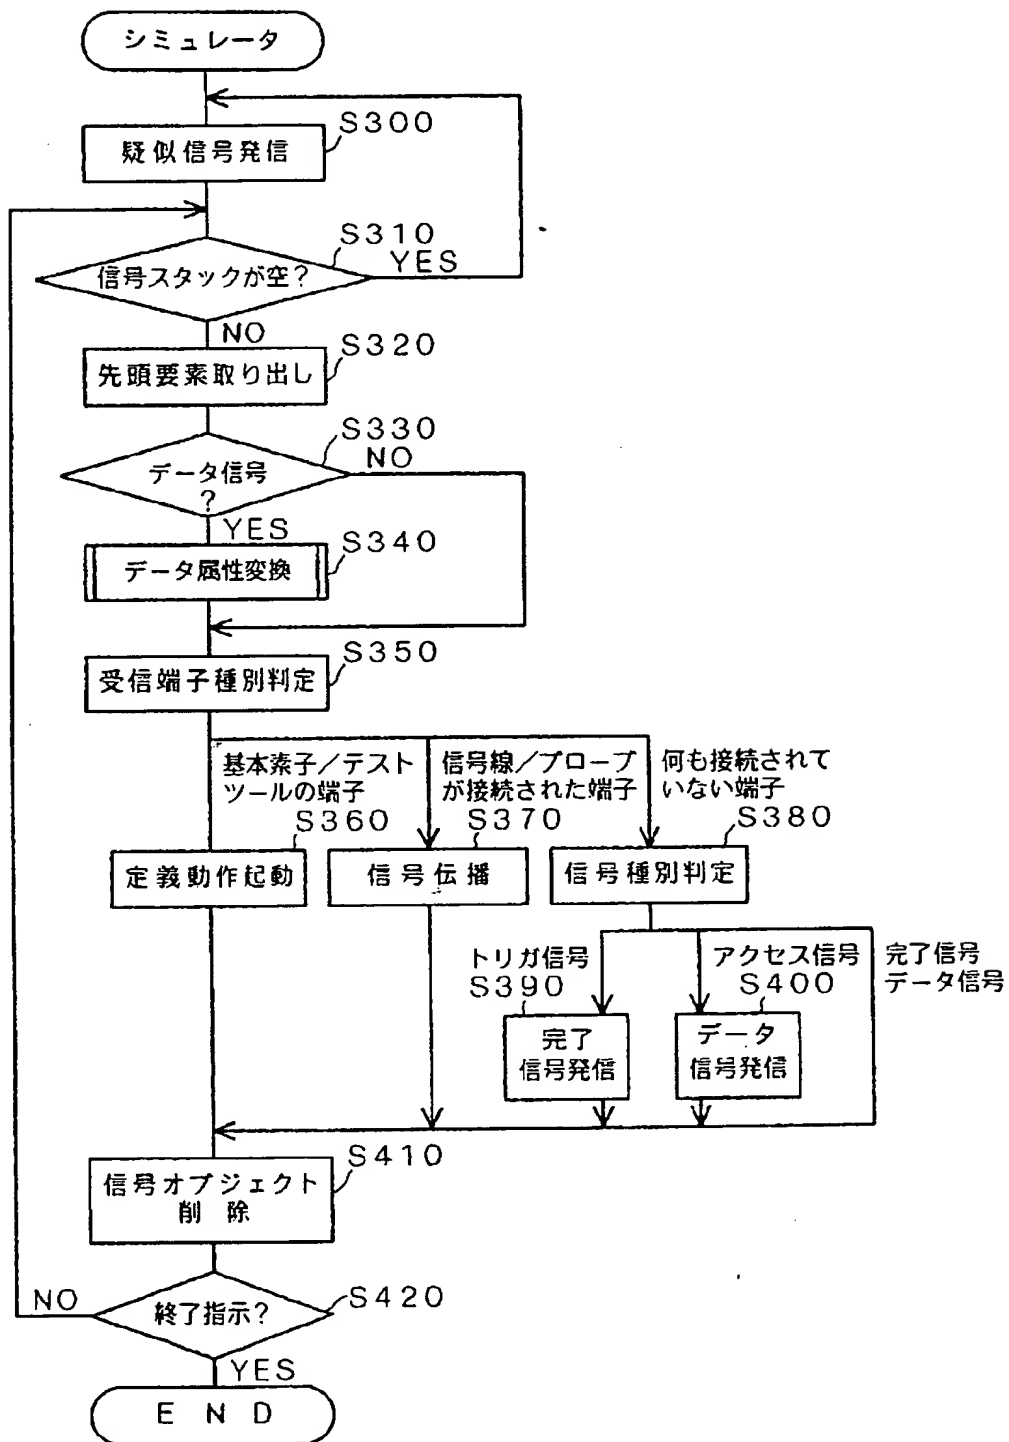 シミュレータ
S300
疑似信号発信
S310
信号スタックが空?
YES
NO
S320
先頭要素取り出し
S330
データ信号
?
NO
YES
S340
データ属性変換
S350
受信端子種別判定
基本素子/テスト
ツールの端子
信号線/プローブ
が接続された端子
何も接続されて
いない端子
S360
S370
S380
定義動作起動
信号伝播
信号種別判定
トリガ信号
S390
アクセス信号
S400
完了信号
データ信号
完了
信号発信
データ
信号発信
S410
信号オブジェクト
削除
S420
終了指示?
NO
YES
END